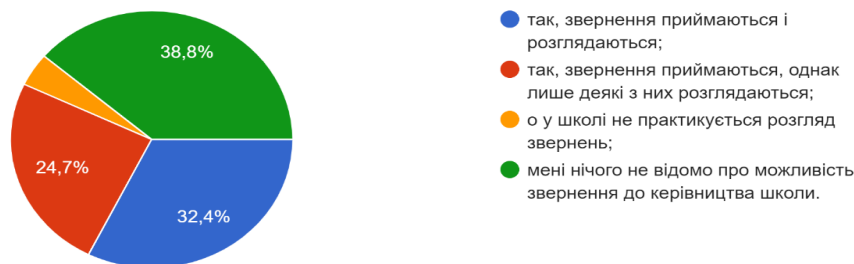 38,8%
24,7%
32,4%
так, звернення приймаються і
розглядаються;
так, звернення приймаються, однак
лише деякі з них розглядаються;
о у школі не практикується розгляд
звернень;
мені нічого не відомо про можливість
звернення до керівництва школи.